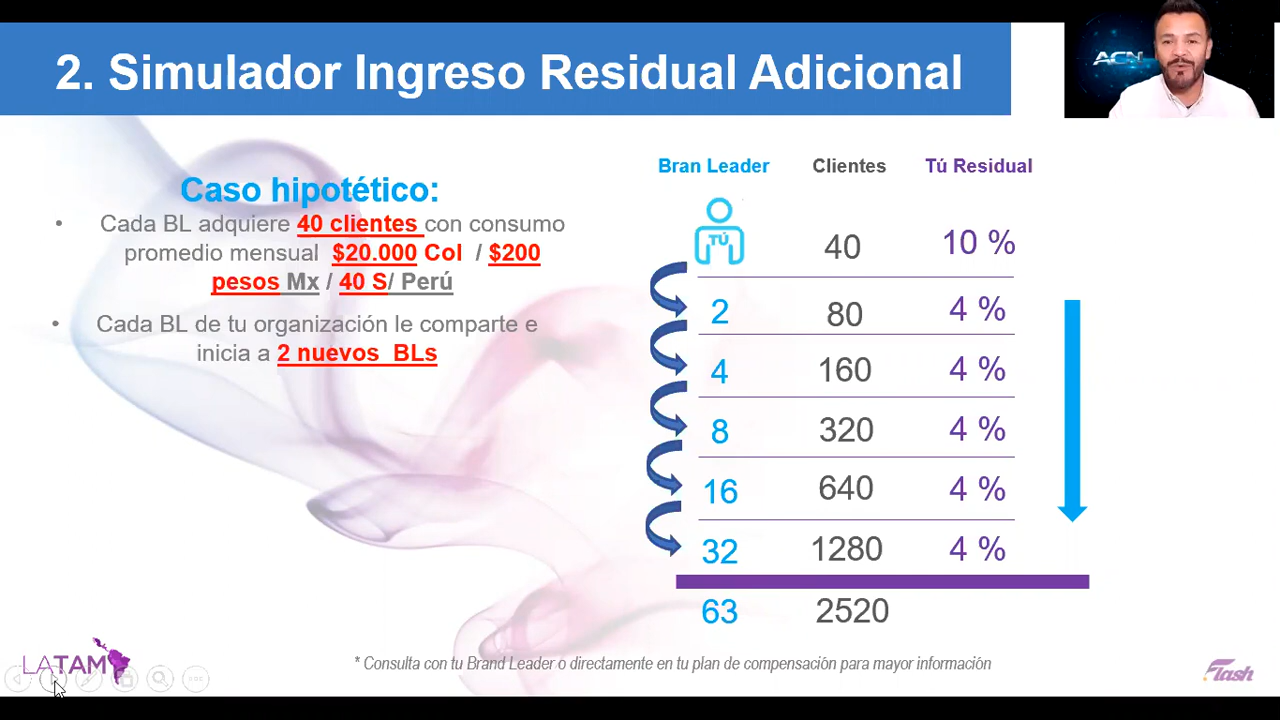 2. Simulador Ingreso Residual Adicional
ACN
Caso hipotético:
• Cada BL adquiere 40 clientes con consumo
promedio mensual $20.000 Col / $200
pesos Mx / 40 S/ Perú
• Cada BL de tu organización le comparte e
inicia a 2 nuevos BLs
Bran Leader Clientes Tú Residual
TÚ 40 10 %
2 80 4 %
4 160 4 %
8 320 4 %
16 640 4 %
32 1280 4 %
63 2520
* Consulta con tu Brand Leader o directamente en tu plan de compensación para mayor información
LATAM
Flash